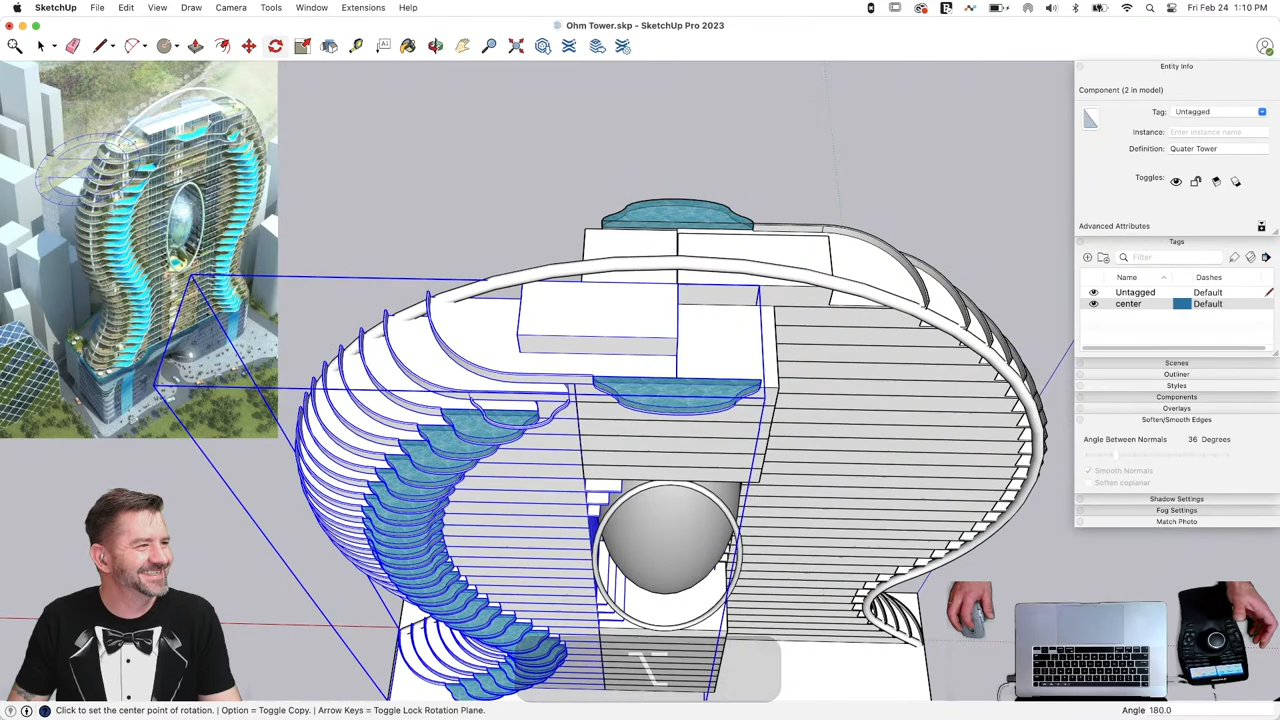 SketchUp File Edit View Draw Camera Tools Window Extensions Help
Fri Feb 24 1:10 PM
Ohm Tower.skp - SketchUp Pro 2023
Entity Info
Component (2 in model)
Tag: Untagged
Instance: Enter instance name
Definition: Quater Tower
Toggles:
Advanced Attributes
Tags
Filter
Name Dashes
Untagged Default
center Default
Scenes
Outliner
Styles
Components
Overlays
Soften/Smooth Edges
Angle Between Normals 36 Degrees
Smooth Normals
Soften coplanar
Shadow Settings
Fog Settings
Match Photo
Click to set the center point of rotation. | Option = Toggle Copy. | Arrow Keys = Toggle Lock Rotation Plane.
Angle 180.0